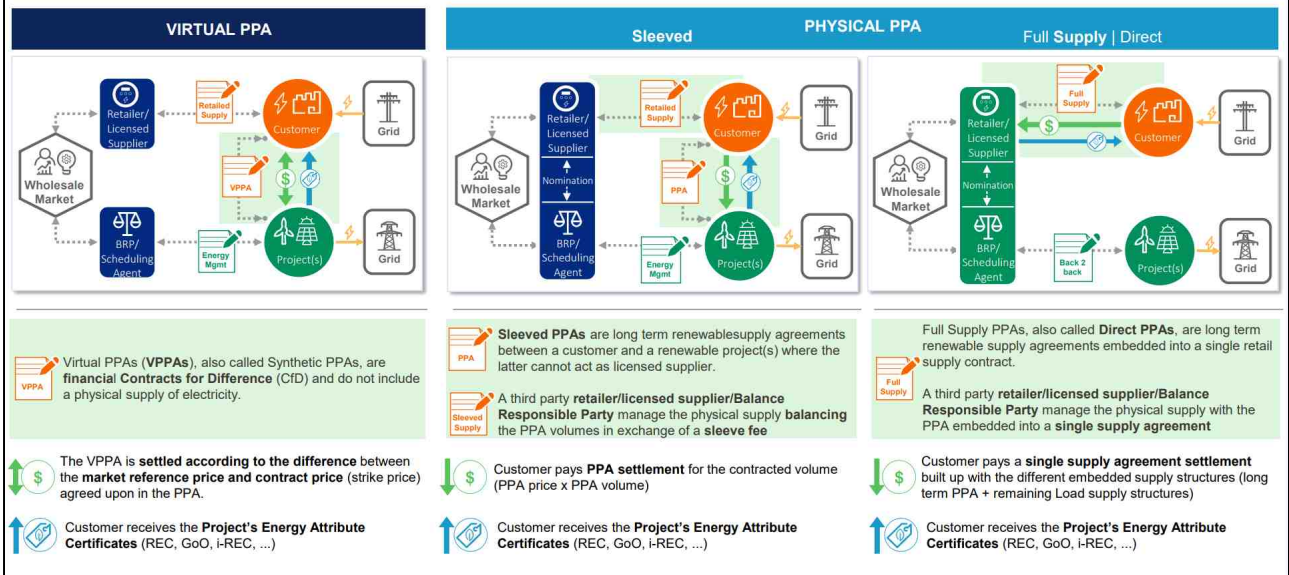 VIRTUAL PPA
PHYSICAL PPA
Sleeved
Full Supply | Direct
Retailer/
Licensed
Supplier
Retailed
Supply
Customer
Grid
Wholesale
Market
VPPA
$
BRP/
Scheduling
Agent
Energy
Mgmt
Project(s)
Grid
Retailer/
Licensed
Supplier
Retailed
Supply
Customer
Grid
Wholesale
Market
Nomination
PPA
$
BRP/
Scheduling
Agent
Energy
Mgmt
Project(s)
Grid
Retailer/
Licensed
Supplier
Full
Supply
$
Customer
Grid
Wholesale
Market
Nomination
BRP/
Scheduling
Agent
Back 2
back
Project(s)
Grid
VPPA
Virtual PPAs (VPPAs), also called Synthetic PPAs, are
financial Contracts for Difference (CfD) and do not include
a physical supply of electricity.
$
The VPPA is settled according to the difference between
the market reference price and contract price (strike price)
agreed upon in the PPA.
Customer receives the Project's Energy Attribute
Certificates (REC, GoO, i-REC, ...)
PPA
Sleeved PPAs are long term renewablesupply agreements
between a customer and a renewable project(s) where the
latter cannot act as licensed supplier.
Sleeved
Supply
A third party retailer/licensed supplier/Balance
Responsible Party manage the physical supply balancing
the PPA volumes in exchange of a sleeve fee
$
Customer pays PPA settlement for the contracted volume
(PPA price x PPA volume)
Customer receives the Project's Energy Attribute
Certificates (REC, GoO, i-REC, ...)
Full
Supply
Full Supply PPAs, also called Direct PPAs, are long term
renewable supply agreements embedded into a single retail
supply contract.
A third party retailer/licensed supplier/Balance
Responsible Party manage the physical supply with the
PPA embedded into a single supply agreement
$
Customer pays a single supply agreement settlement
built up with the different embedded supply structures (long
term PPA + remaining Load supply structures)
Customer receives the Project's Energy Attribute
Certificates (REC, GoO, i-REC, ...)